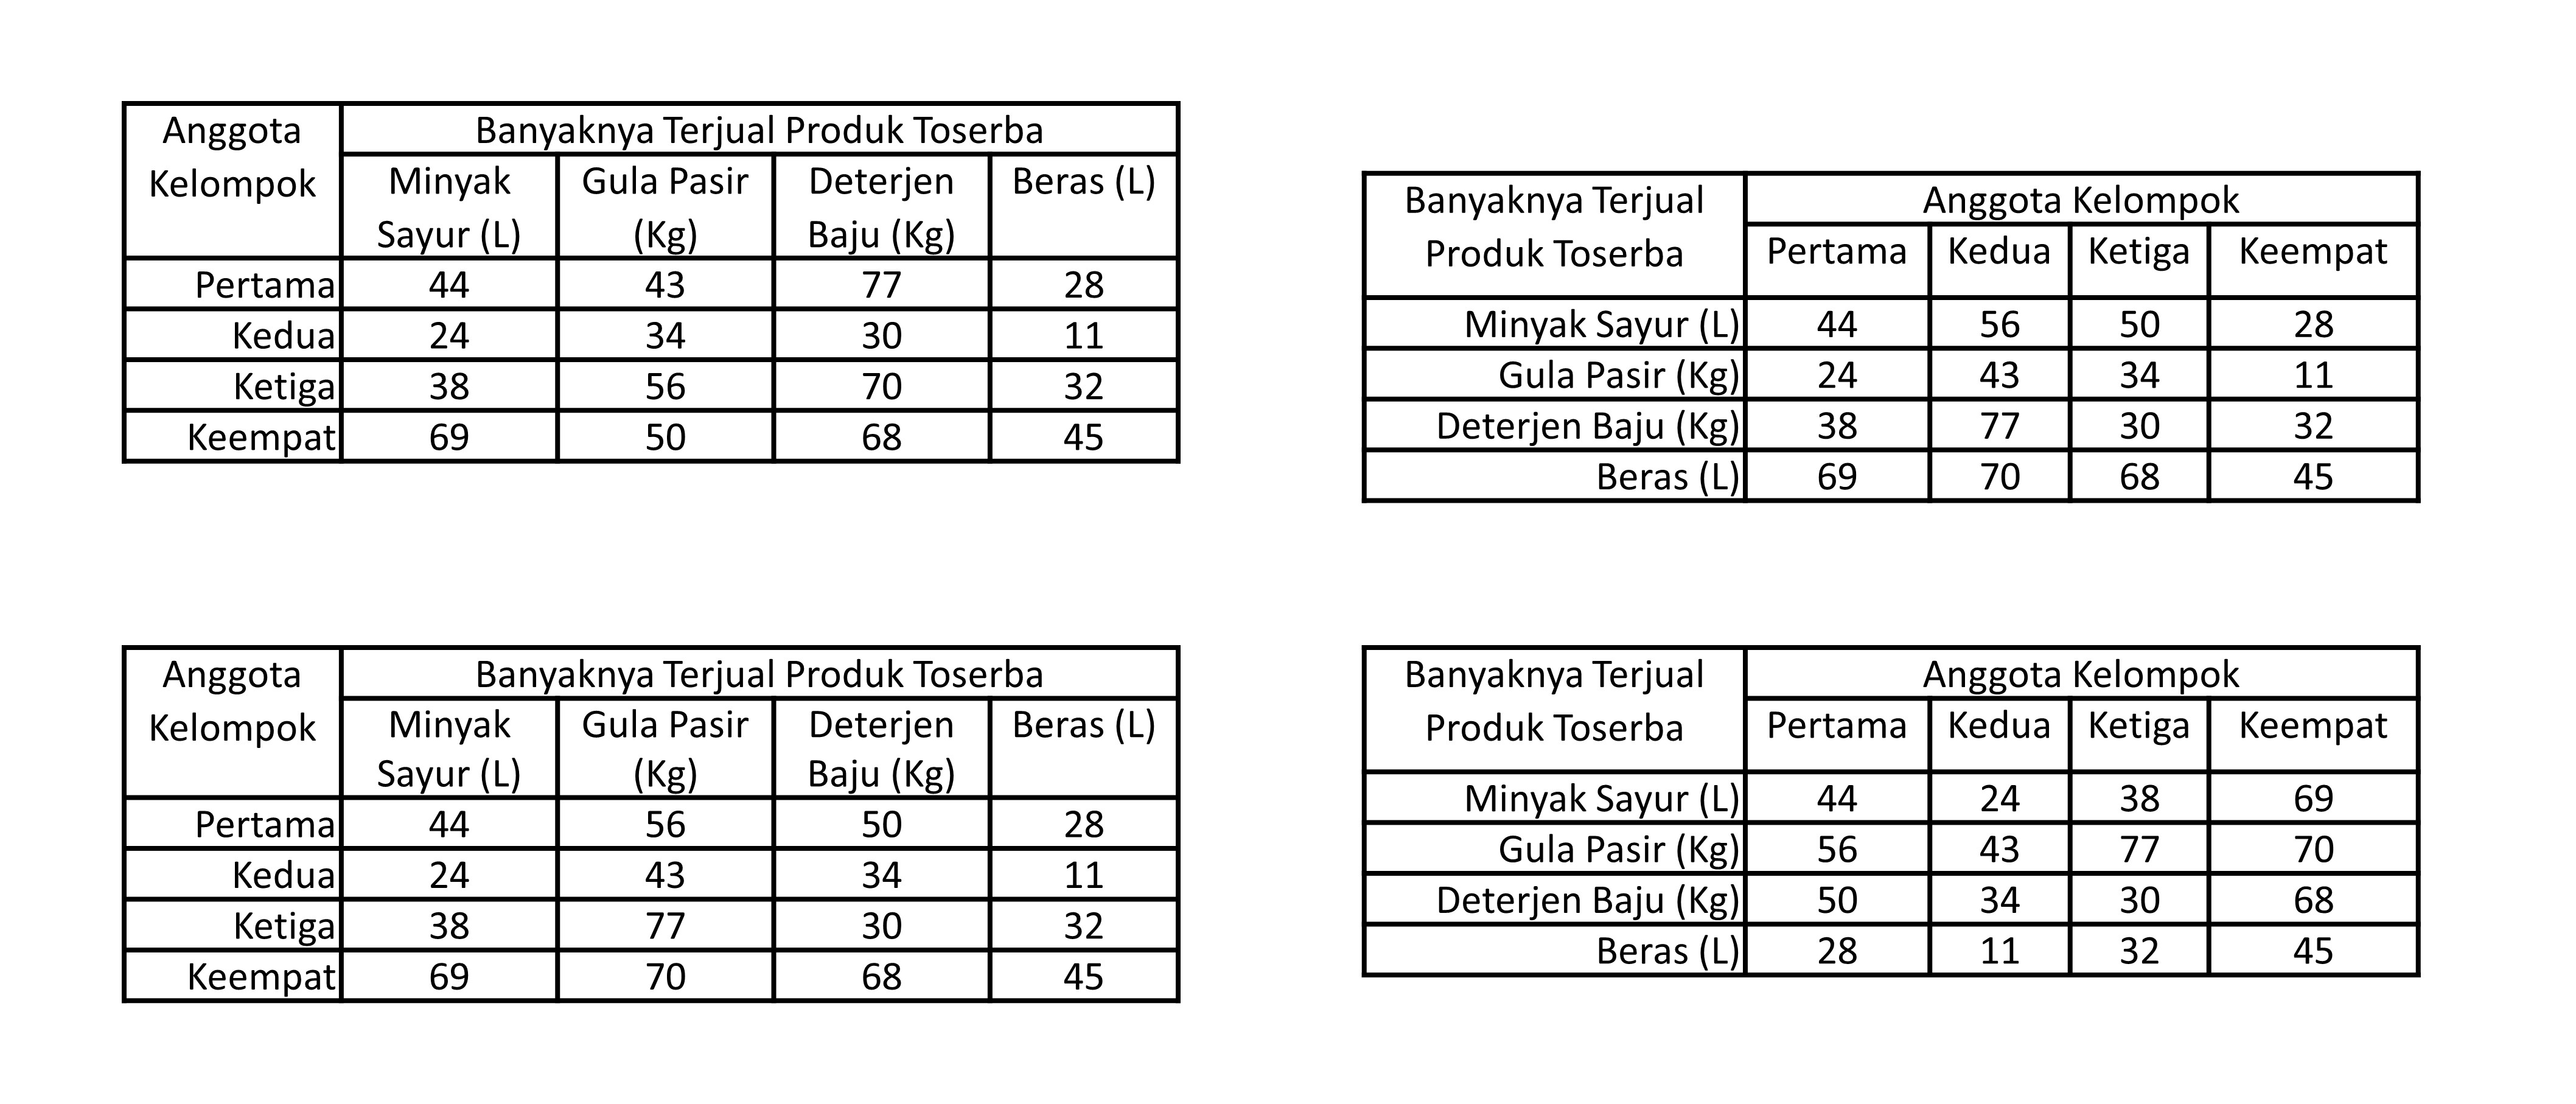 Anggota Kelompok Banyaknya Terjual Produk Toserba
Minyak Sayur (L) Gula Pasir (Kg) Deterjen Baju (Kg) Beras (L)
Pertama 44 43 77 28
Kedua 24 34 30 11
Ketiga 38 56 70 32
Keempat 69 50 68 45
Banyaknya Terjual Produk Toserba Anggota Kelompok
Pertama Kedua Ketiga Keempat
Minyak Sayur (L) 44 56 50 28
Gula Pasir (Kg) 24 43 34 11
Deterjen Baju (Kg) 38 77 30 32
Beras (L) 69 70 68 45
Anggota Kelompok Banyaknya Terjual Produk Toserba
Minyak Sayur (L) Gula Pasir (Kg) Deterjen Baju (Kg) Beras (L)
Pertama 44 56 50 28
Kedua 24 43 34 11
Ketiga 38 77 30 32
Keempat 69 70 68 45
Banyaknya Terjual Produk Toserba Anggota Kelompok
Pertama Kedua Ketiga Keempat
Minyak Sayur (L) 44 24 38 69
Gula Pasir (Kg) 56 43 77 70
Deterjen Baju (Kg) 50 34 30 68
Beras (L) 28 11 32 45